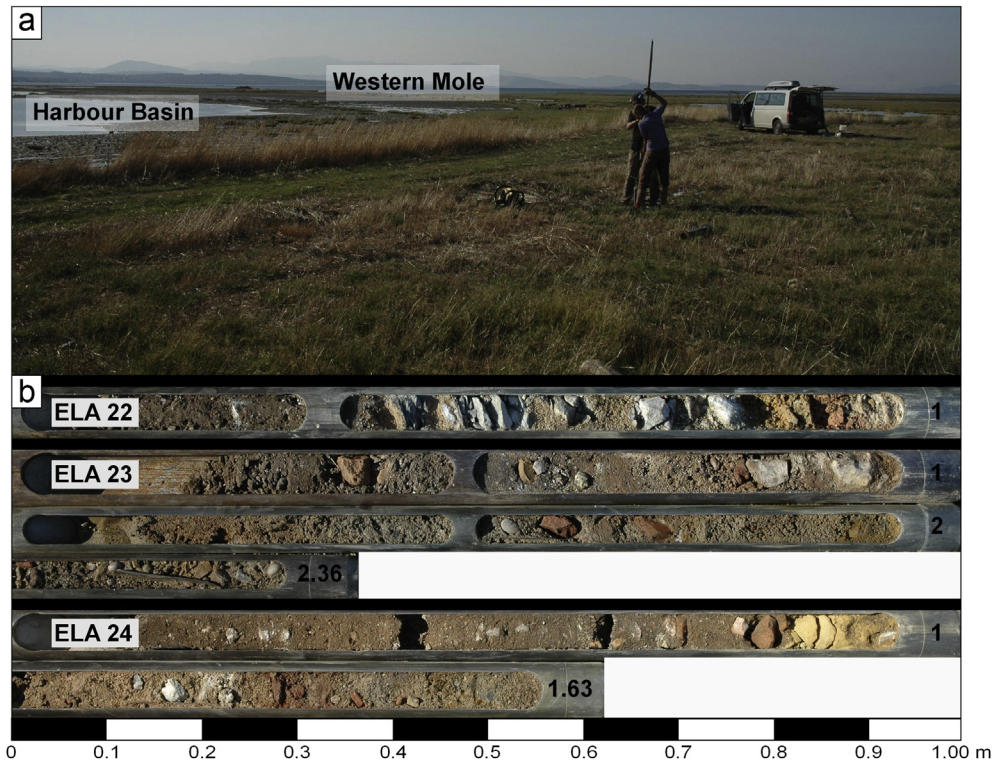 a
Western Mole
Harbour Basin
b
ELA 22
1
ELA 23
1
2
2.36
ELA 24
1
1.63
0 0.1 0.2 0.3 0.4 0.5 0.6 0.7 0.8 0.9 1.00 m